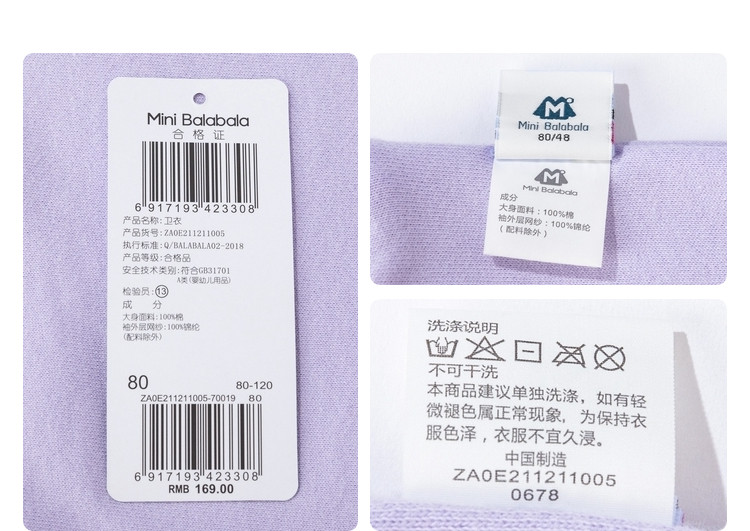 Mini Balabala
合格证
6 917193 423308
产品名称:卫衣
产品货号:ZA0E211211005
执行标准:Q/BALABALA02-2018
产品等级:合格品
安全技术类别:符合GB31701
A类(婴幼儿用品)
检验员:⑬
成 分
大身面料:100%棉
袖外层网纱:100%锦纶
(配料除外)
80 80-120
ZA0E211211005-70019 80
6 917193 423308
RMB 169.00
Mini Balabala
80/48
Mini Balabala
成分
大身面料:100%棉
袖外层网纱:100%锦纶
(配料除外)
洗涤说明
不可干洗
本商品建议单独洗涤,如有轻
微褪色属正常现象,为保持衣
服色泽,衣服不宜久浸。
中国制造
ZA0E211211005
0678